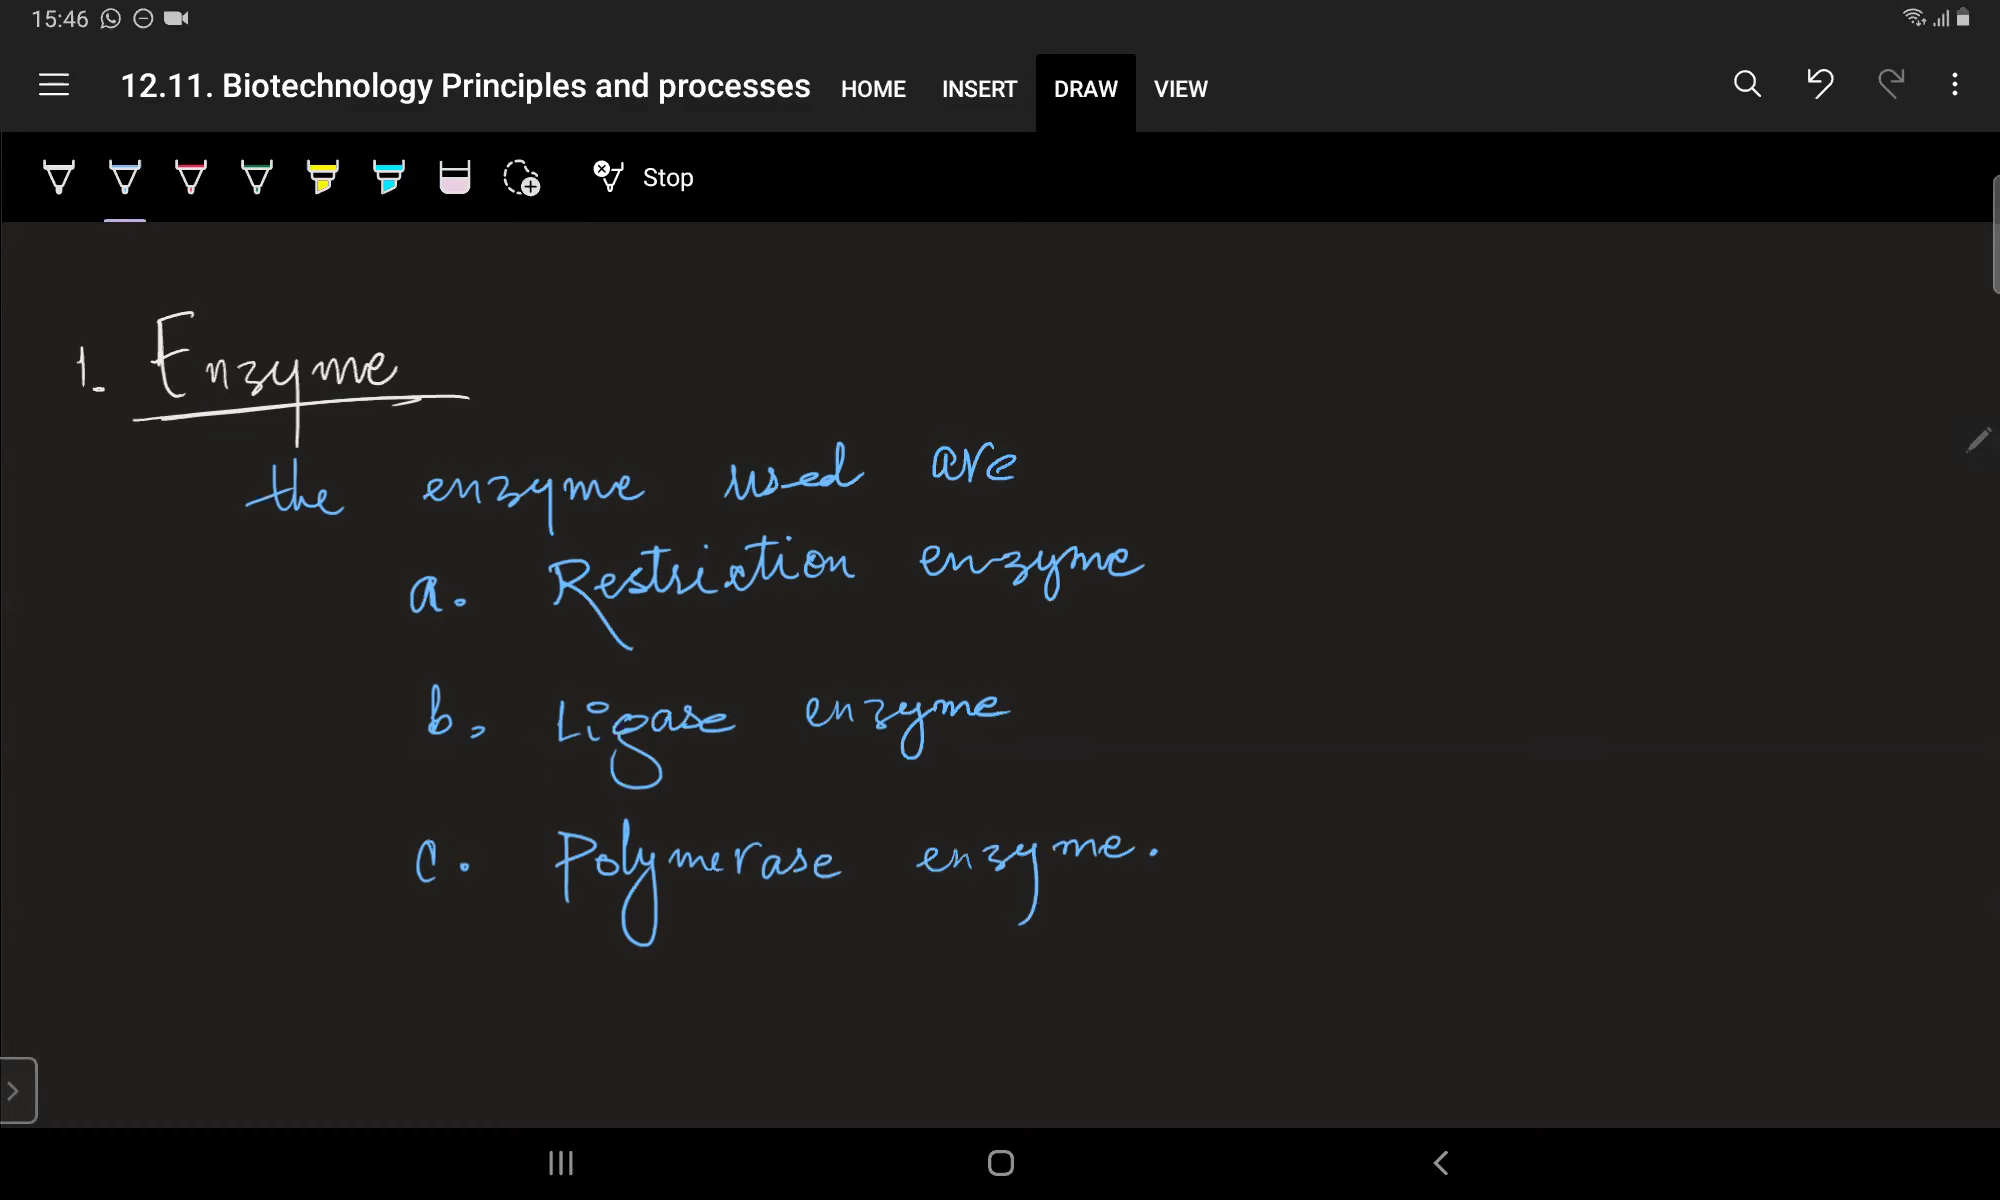 15:46
12.11. Biotechnology Principles and processes HOME INSERT DRAW VIEW
Stop
1. Enzyme
the enzyme used are
a. Restriction enzyme
b. Ligase enzyme
c. Polymerase enzyme.